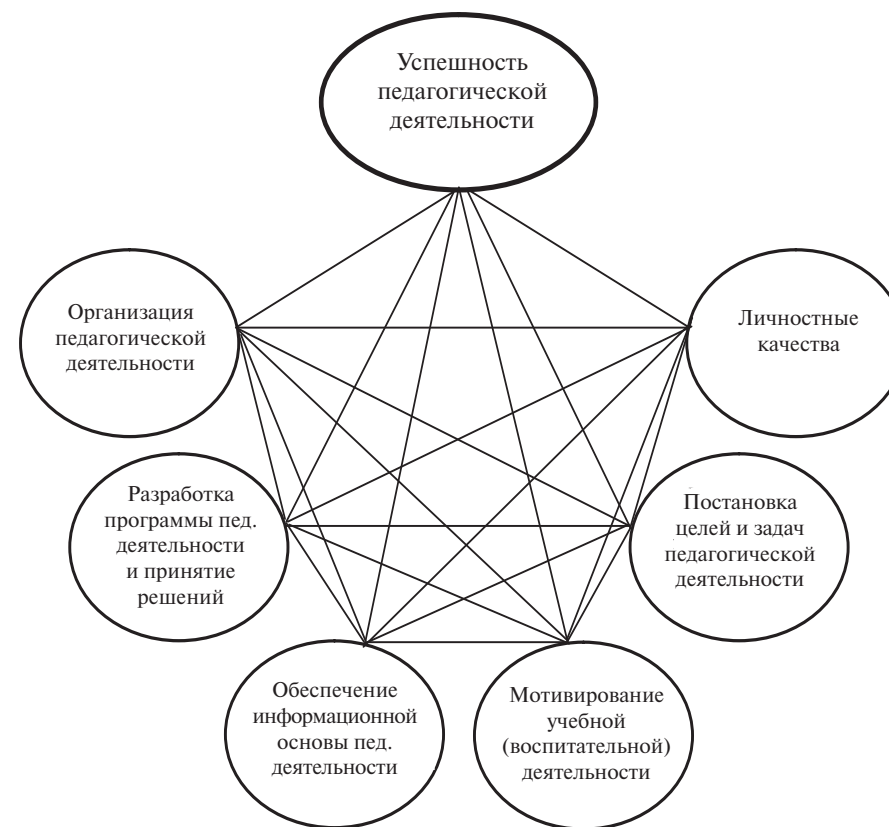 Успешность
педагогической
деятельности
Организация
педагогической
деятельности
Личностные
качества
Разработка
программы пед.
деятельности
и принятие
решений
Постановка
целей и задач
педагогической
деятельности
Обеспечение
информационной
основы пед.
деятельности
Мотивирование
учебной
(воспитательной)
деятельности